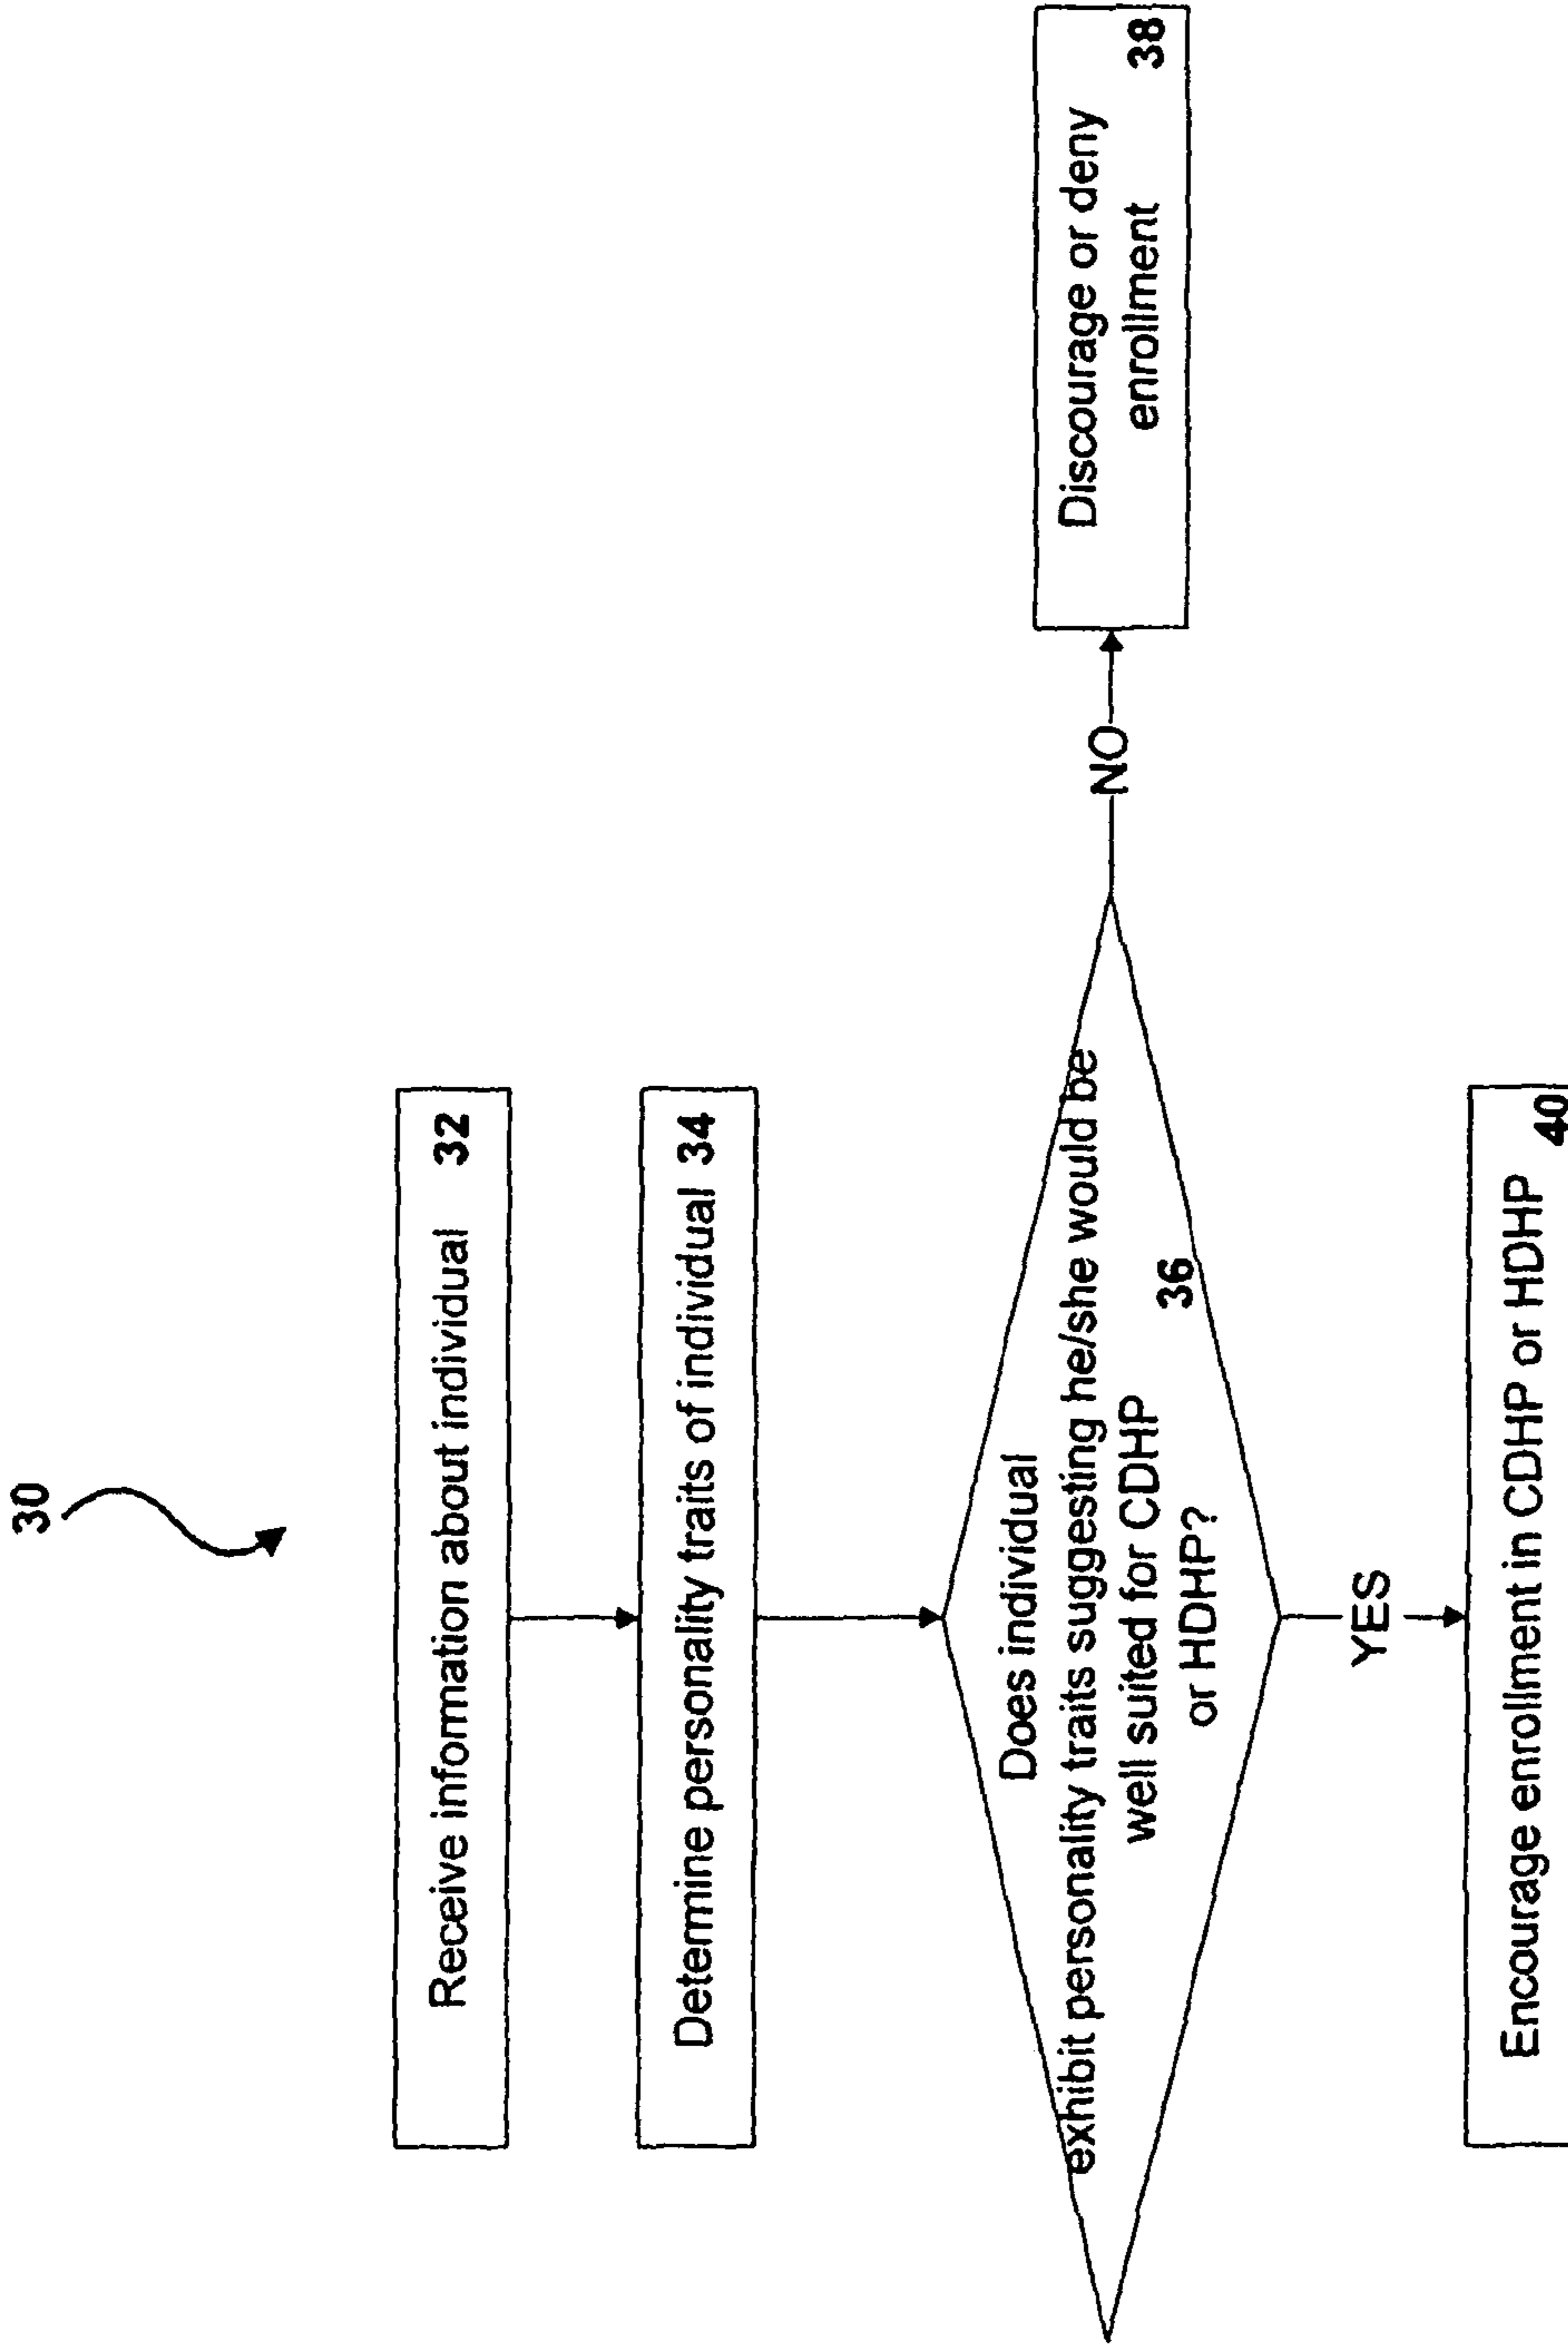 30
Receive information about individual 32
Determine personality traits of individual 34
Does individual
exhibit personality traits suggesting he/she would be
well suited for CDHP
or HDHP?
36
NO
Discourage or deny
enrollment
38
YES
Encourage enrollment in CDHP or HDHP
40